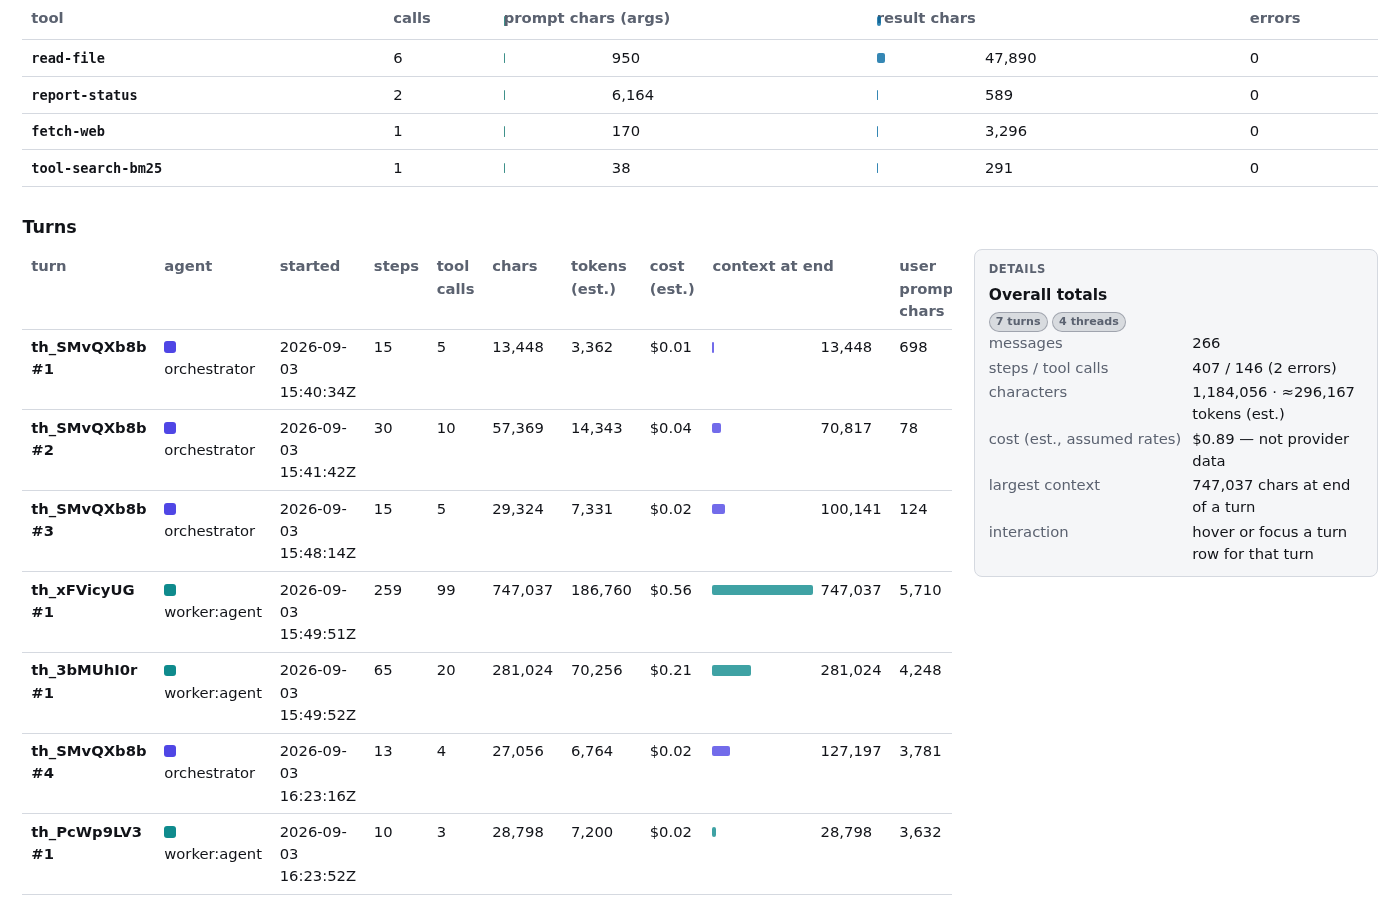 tool calls prompt chars (args) result chars errors
read-file 6 950 47,890 0
report-status 2 6,164 589 0
fetch-web 1 170 3,296 0
tool-search-bm25 1 38 291 0
Turns
turn agent started steps tool calls chars tokens (est.) cost (est.) context at end user promp chars
th_SMvQXb8b #1 orchestrator 2026-09-03 15:40:34Z 15 5 13,448 3,362 $0.01 13,448 698
th_SMvQXb8b #2 orchestrator 2026-09-03 15:41:42Z 30 10 57,369 14,343 $0.04 70,817 78
th_SMvQXb8b #3 orchestrator 2026-09-03 15:48:14Z 15 5 29,324 7,331 $0.02 100,141 124
th_xFVicyUG #1 worker:agent 2026-09-03 15:49:51Z 259 99 747,037 186,760 $0.56 747,037 5,710
th_3bMUhI0r #1 worker:agent 2026-09-03 15:49:52Z 65 20 281,024 70,256 $0.21 281,024 4,248
th_SMvQXb8b #4 orchestrator 2026-09-03 16:23:16Z 13 4 27,056 6,764 $0.02 127,197 3,781
th_PcWp9LV3 #1 worker:agent 2026-09-03 16:23:52Z 10 3 28,798 7,200 $0.02 28,798 3,632
DETAILS
Overall totals
7 turns 4 threads
messages 266
steps / tool calls 407 / 146 (2 errors)
characters 1,184,056 · ≈296,167
tokens (est.)
cost (est., assumed rates) $0.89 — not provider
data
largest context 747,037 chars at end
of a turn
interaction hover or focus a turn
row for that turn